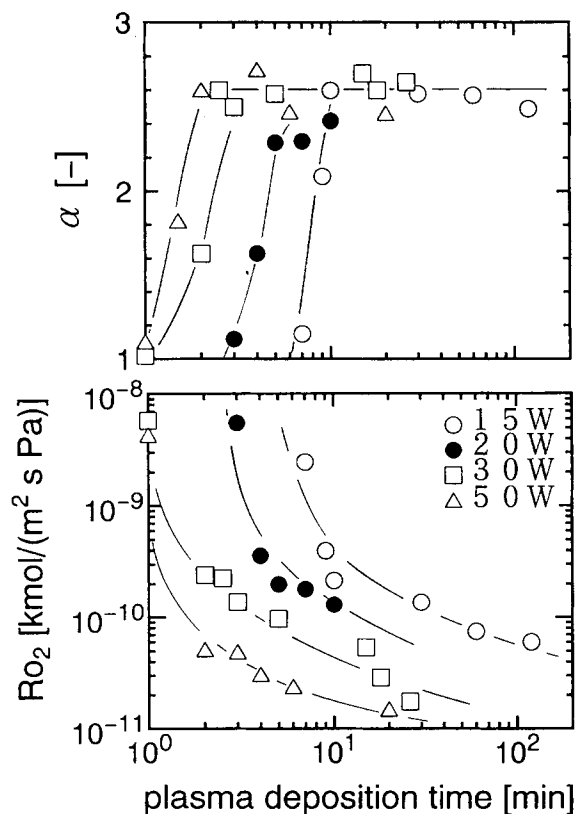 3
2
1
α [-]
10⁻⁸
10⁻⁹
10⁻¹⁰
10⁻¹¹
Ro₂ [kmol/(m² s Pa)]
○ 1 5 W
● 2 0 W
□ 3 0 W
△ 5 0 W
10⁰ 10¹ 10²
plasma deposition time [min]